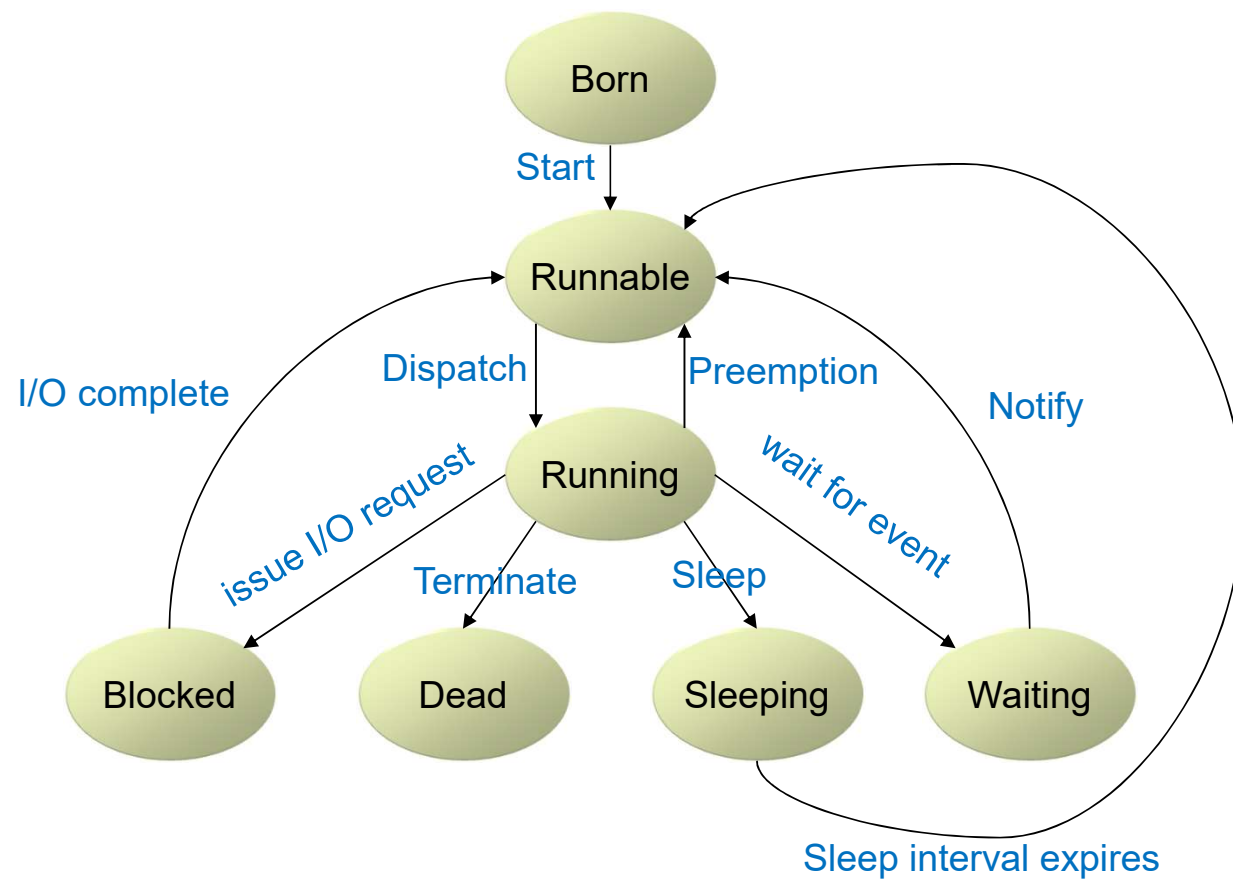 Born
Start
Runnable
Dispatch
Preemption
I/O complete
Notify
Running
issue I/O request
wait for event
Terminate
Sleep
Blocked
Dead
Sleeping
Waiting
Sleep interval expires